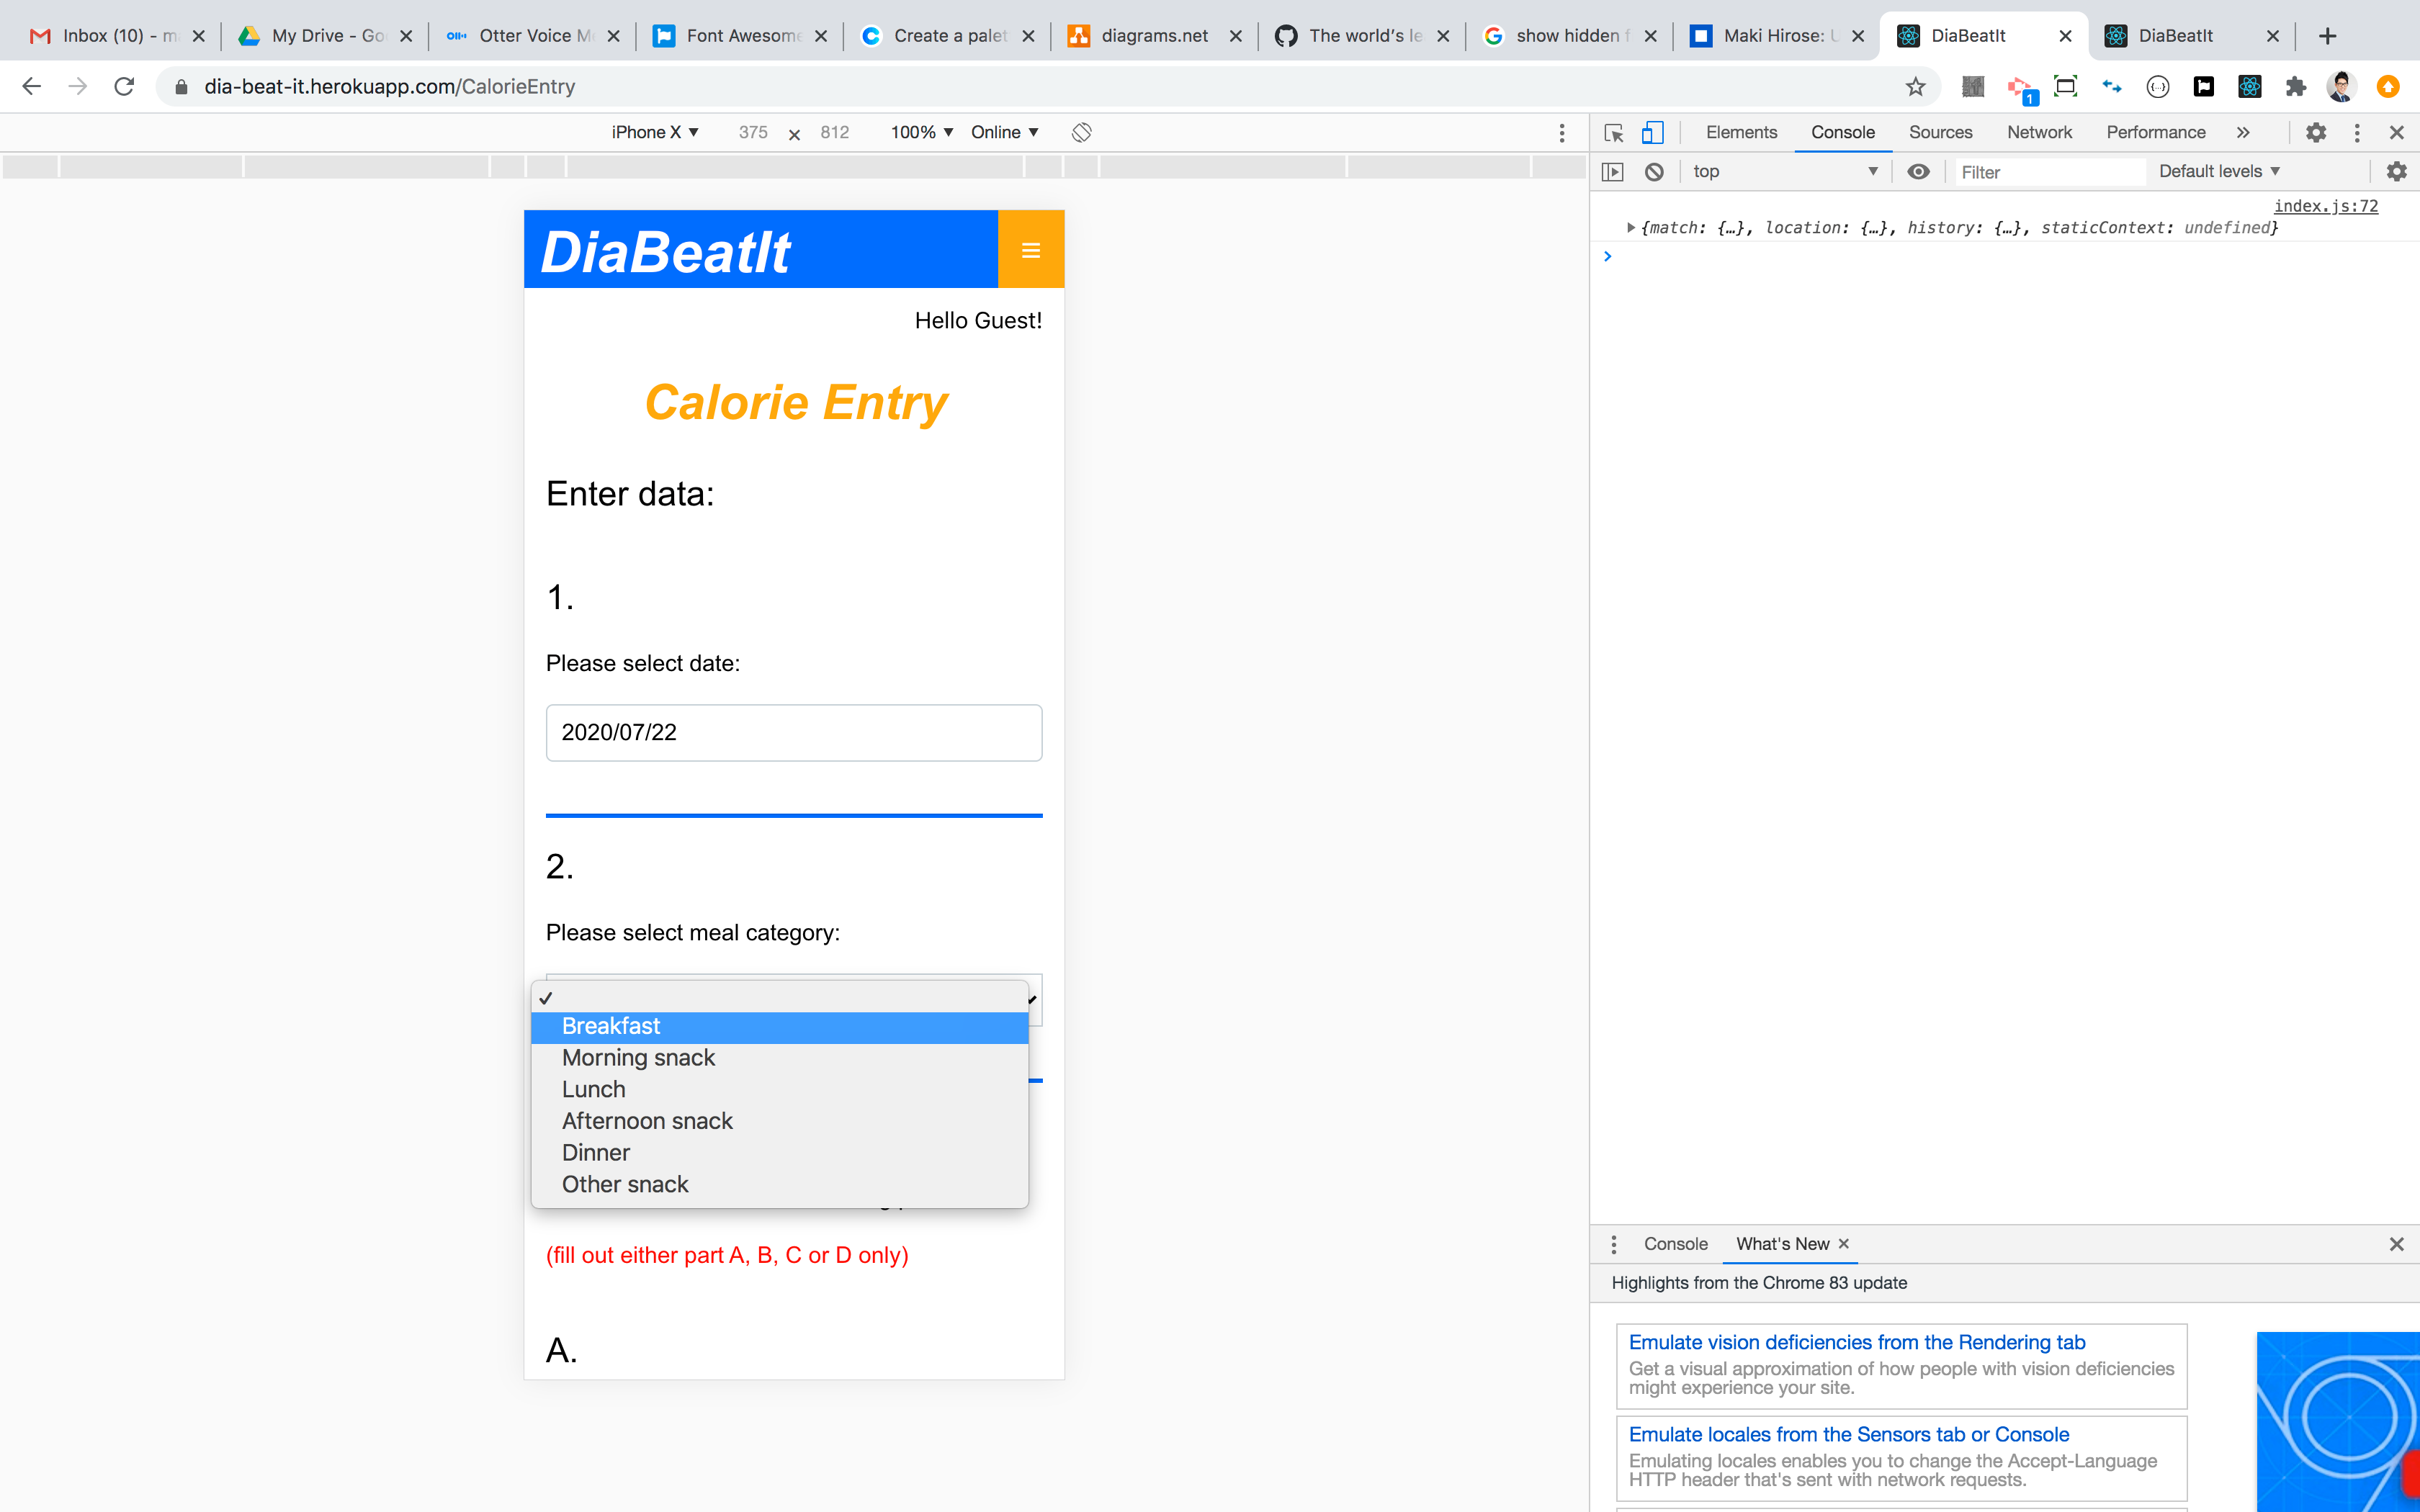 Inbox (10) - m
My Drive - Go
Otter Voice M
Font Awesome
Create a palet
diagrams.net
The world's le
show hidden f
Maki Hirose: U
DiaBeatIt
DiaBeatIt
dia-beat-it.herokuapp.com/CalorieEntry
iPhone X ▼ 375 × 812 100% ▼ Online ▼
Elements Console Sources Network Performance »
top ▼ Filter Default levels ▼
index.js:72
▶{match: {…}, location: {…}, history: {…}, staticContext: undefined}
>
DiaBeatIt
Hello Guest!
Calorie Entry
Enter data:
1.
Please select date:
2020/07/22
2.
Please select meal category:
✓
Breakfast
Morning snack
Lunch
Afternoon snack
Dinner
Other snack
(fill out either part A, B, C or D only)
A.
Console What's New ×
Highlights from the Chrome 83 update
Emulate vision deficiencies from the Rendering tab
Get a visual approximation of how people with vision deficiencies
might experience your site.
Emulate locales from the Sensors tab or Console
Emulating locales enables you to change the Accept-Language
HTTP header that's sent with network requests.